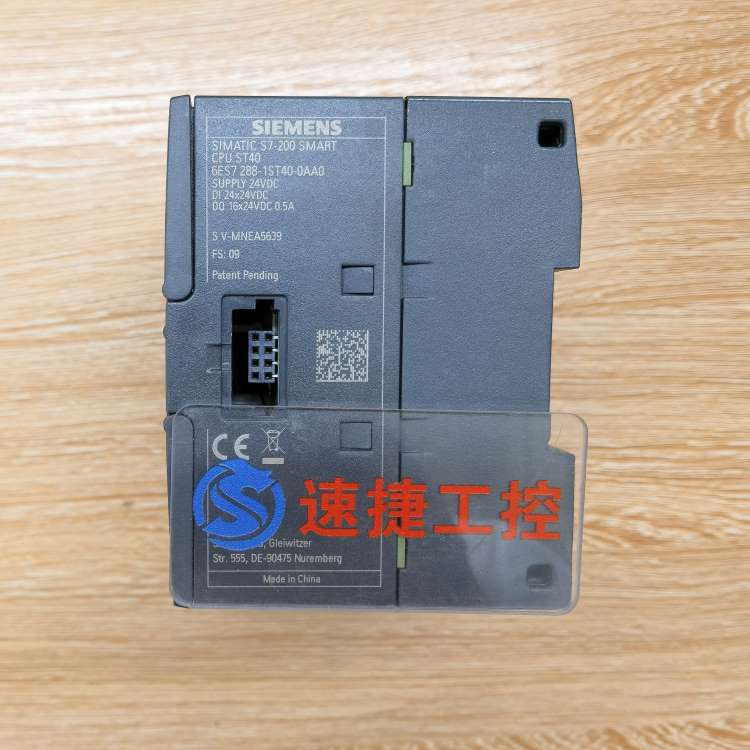 SIEMENS
SIMATIC S7-200 SMART
CPU ST40
6ES7 288-1ST40-0AA0
SUPPLY 24VDC
DI 24x24VDC
DQ 16x24VDC 0.5A
S V-MNEA5639
FS: 09
Patent Pending
CE
速捷工控
Gleiwitzer
Str. 555, DE-90475 Nuremberg
Made in China